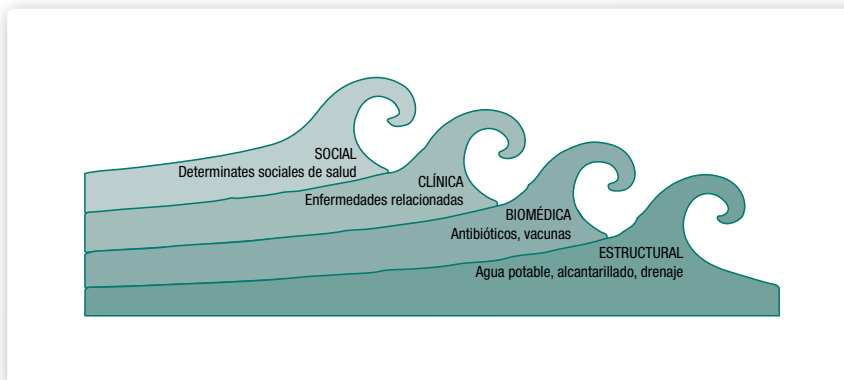 SOCIAL
Determinates sociales de salud
CLÍNICA
Enfermedades relacionadas
BIOMÉDICA
Antibióticos, vacunas
ESTRUCTURAL
Agua potable, alcantarillado, drenaje